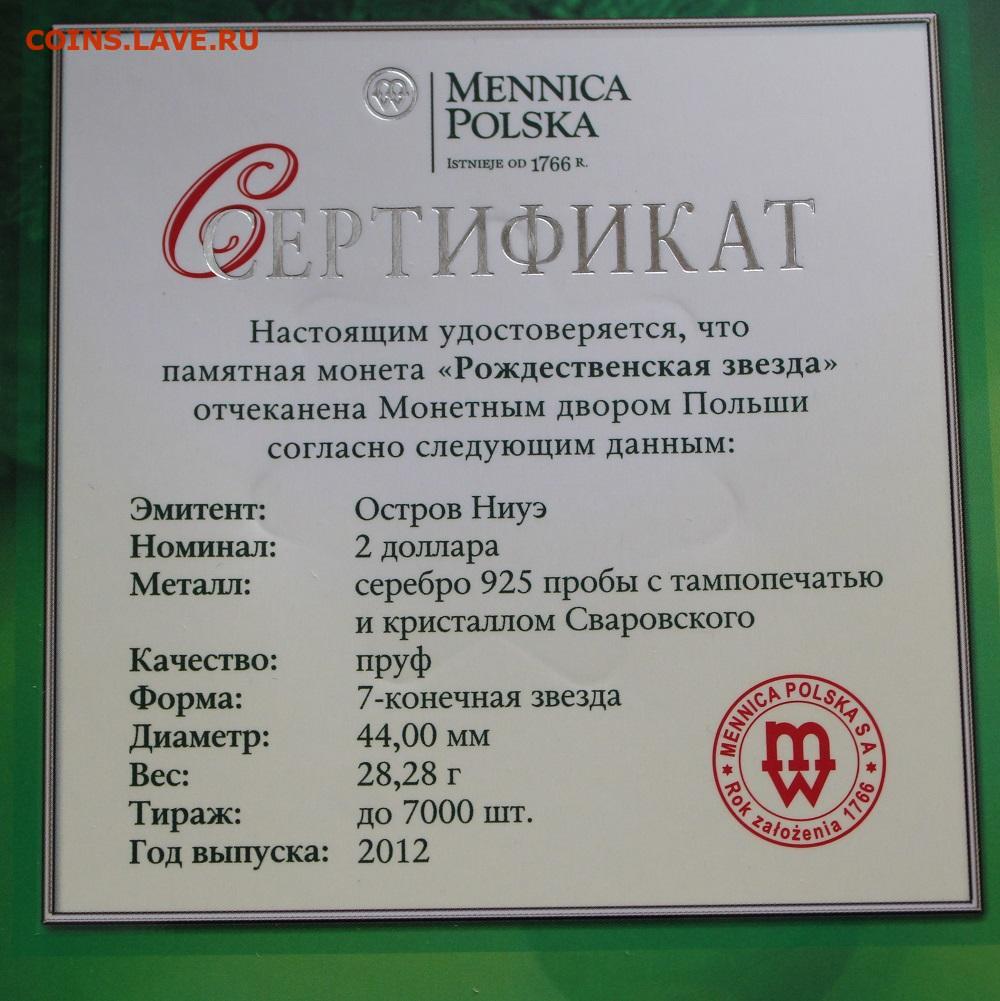 COINS.LAVE.RU
MENNICA
POLSKA
ISTNIEJE OD 1766 R.
СЕРТИФИКАТ
Настоящим удостоверяется, что
памятная монета «Рождественская звезда»
отчеканена Монетным двором Польши
согласно следующим данным:
Эмитент: Остров Ниуэ
Номинал: 2 доллара
Металл: серебро 925 пробы с тампопечатью
и кристаллом Сваровского
Качество: пруф
Форма: 7-конечная звезда
Диаметр: 44,00 мм
Вес: 28,28 г
Тираж: до 7000 шт.
Год выпуска: 2012
MENNICA POLSKA S A
mw
Rok założenia 1766